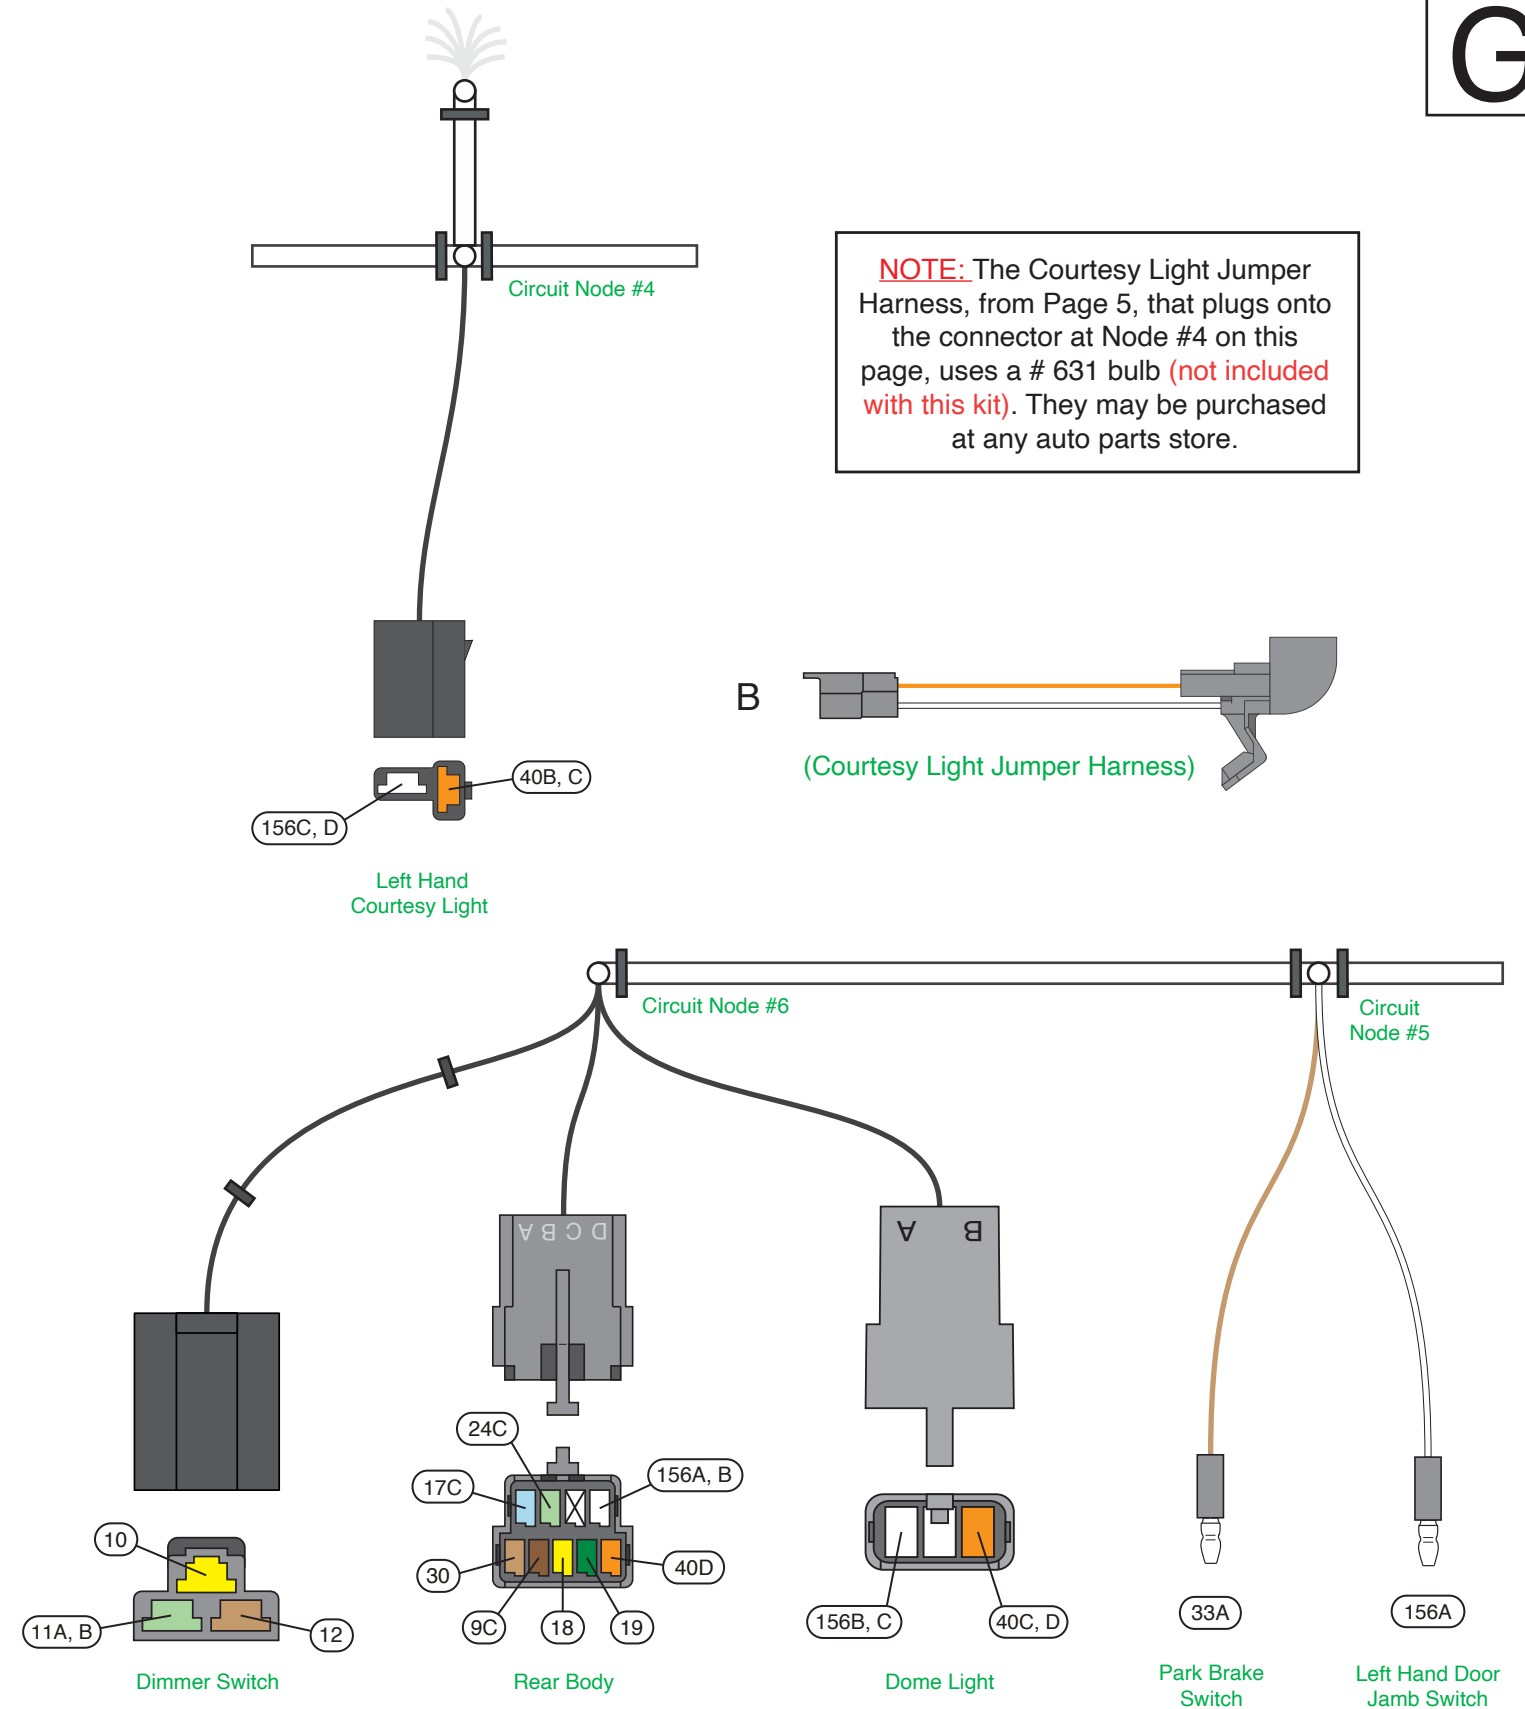 G
Circuit Node #4
NOTE: The Courtesy Light Jumper
Harness, from Page 5, that plugs onto
the connector at Node #4 on this
page, uses a # 631 bulb (not included
with this kit). They may be purchased
at any auto parts store.
B
(Courtesy Light Jumper Harness)
40B, C
156C, D
Left Hand
Courtesy Light
Circuit Node #6
Circuit
Node #5
A B C D
A B
24C
17C
156A, B
10
30
40D
11A, B
12
9C
18
19
156B, C
40C, D
33A
156A
Dimmer Switch
Rear Body
Dome Light
Park Brake
Switch
Left Hand Door
Jamb Switch